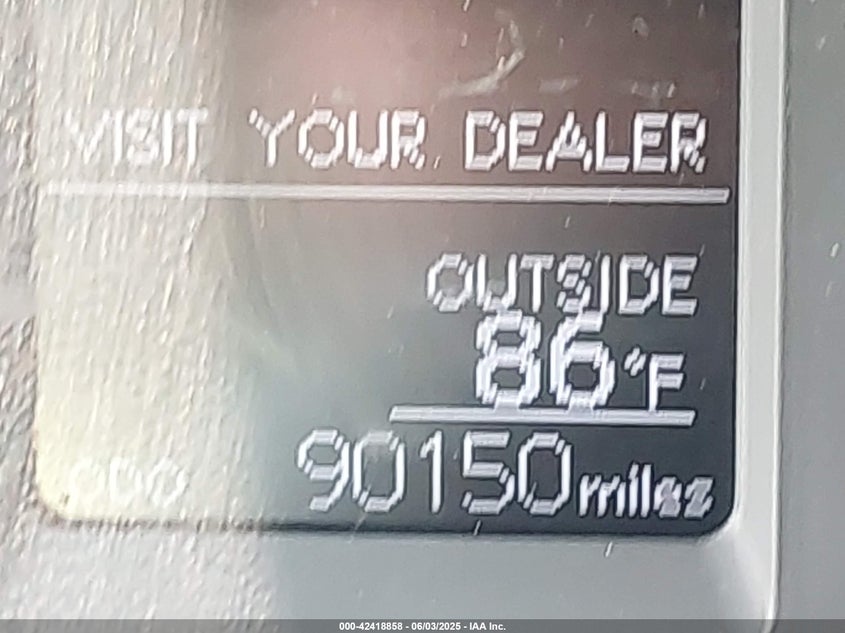 VISIT YOUR DEALER
OUTSIDE
86°F
ODO 90150 miles
000-42418858 - 06/03/2025 - IAA Inc.